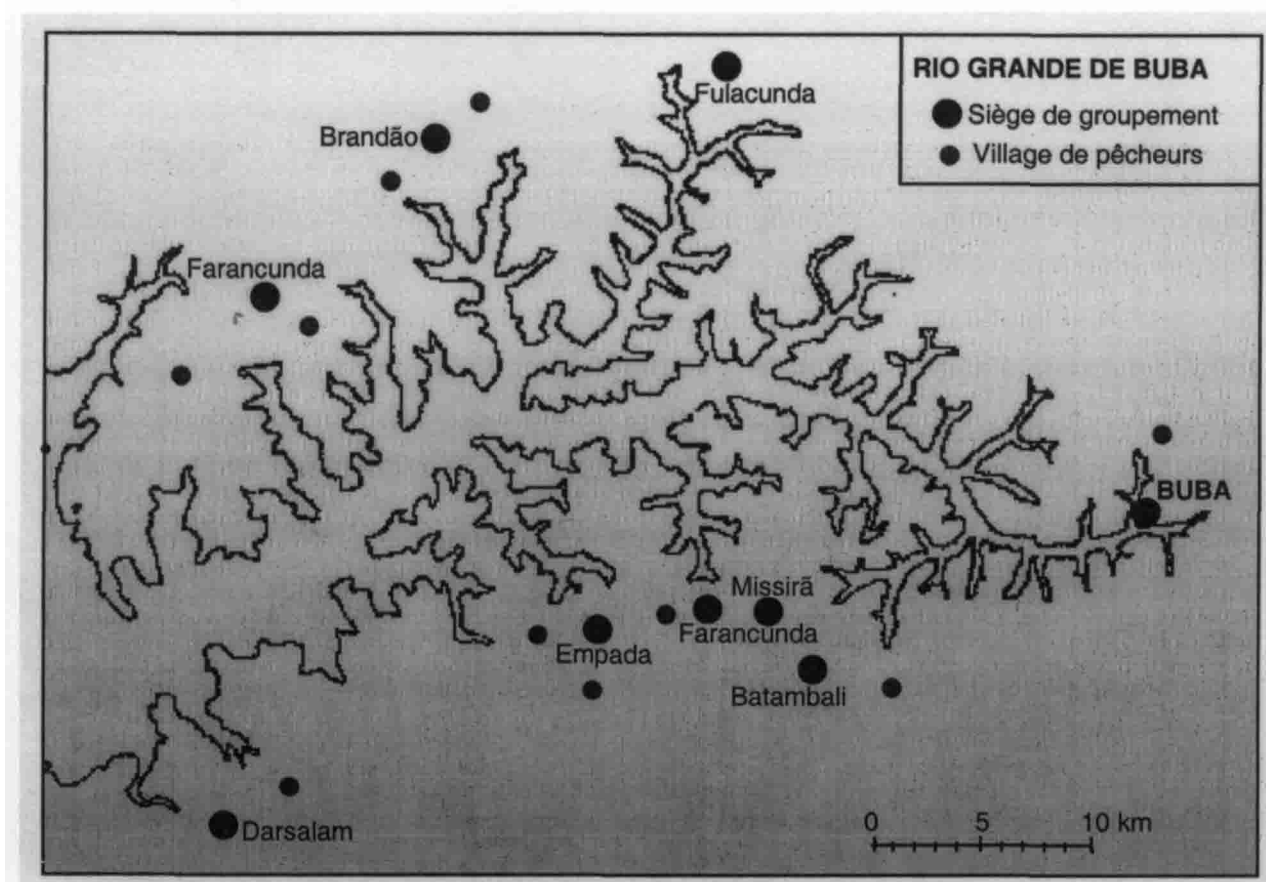 RIO GRANDE DE BUBA
Siège de groupement
Village de pêcheurs
Fulacunda
Brandão
Farancunda
BUBA
Missirã
Farancunda
Empada
Batambali
Darsalam
0 5 10 km